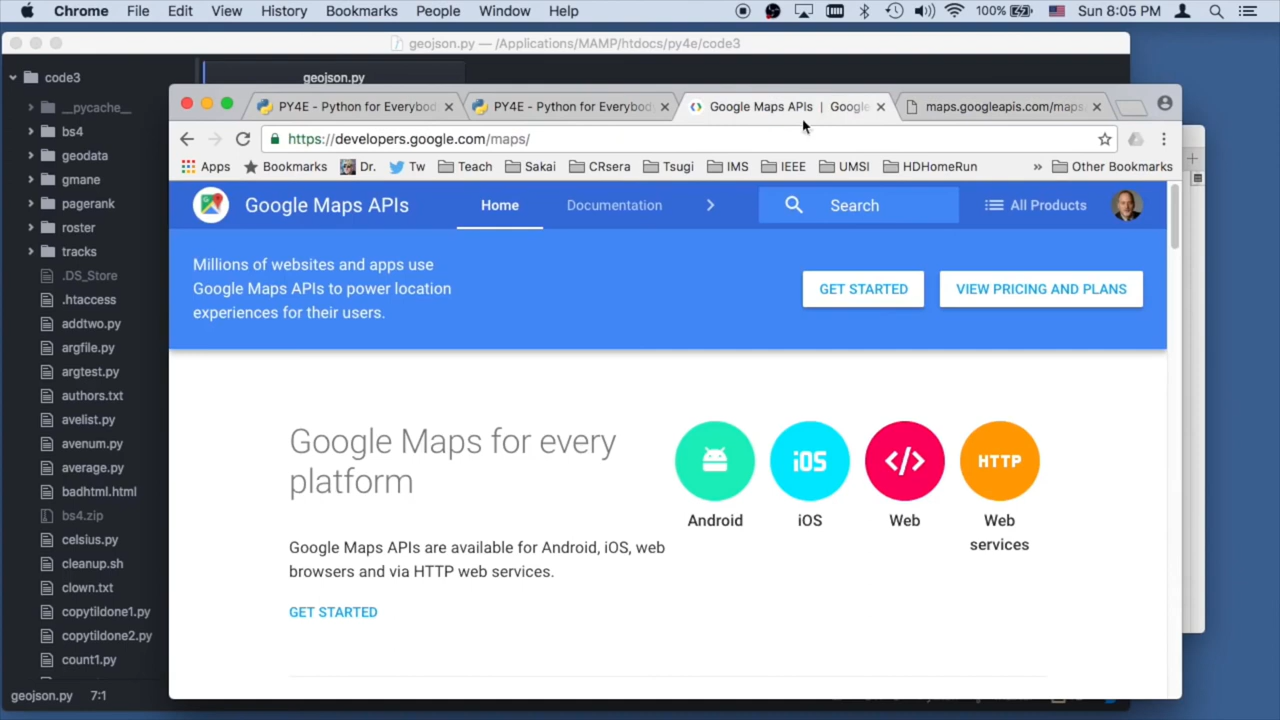 Chrome File Edit View History Bookmarks People Window Help 100% Sun 8:05 PM
geojson.py — /Applications/MAMP/htdocs/py4e/code3
code3
geojson.py
__pycache__
bs4
geodata
gmane
pagerank
roster
tracks
.DS_Store
.htaccess
addtwo.py
argfile.py
argtest.py
authors.txt
avelist.py
avenum.py
average.py
badhtml.html
bs4.zip
celsius.py
cleanup.sh
clown.txt
copytildone1.py
copytildone2.py
count1.py
geojson.py 7:1
PY4E - Python for Everybod
PY4E - Python for Everybody
Google Maps APIs | Google
maps.googleapis.com/maps
https://developers.google.com/maps/
Apps Bookmarks Dr. Tw Teach Sakai CRsera Tsugi IMS IEEE UMSI HDHomeRun » Other Bookmarks
Google Maps APIs Home Documentation Search All Products
Millions of websites and apps use
Google Maps APIs to power location
experiences for their users.
GET STARTED
VIEW PRICING AND PLANS
Google Maps for every
platform
iOS
</>
HTTP
Android
iOS
Web
Web
services
Google Maps APIs are available for Android, iOS, web
browsers and via HTTP web services.
GET STARTED